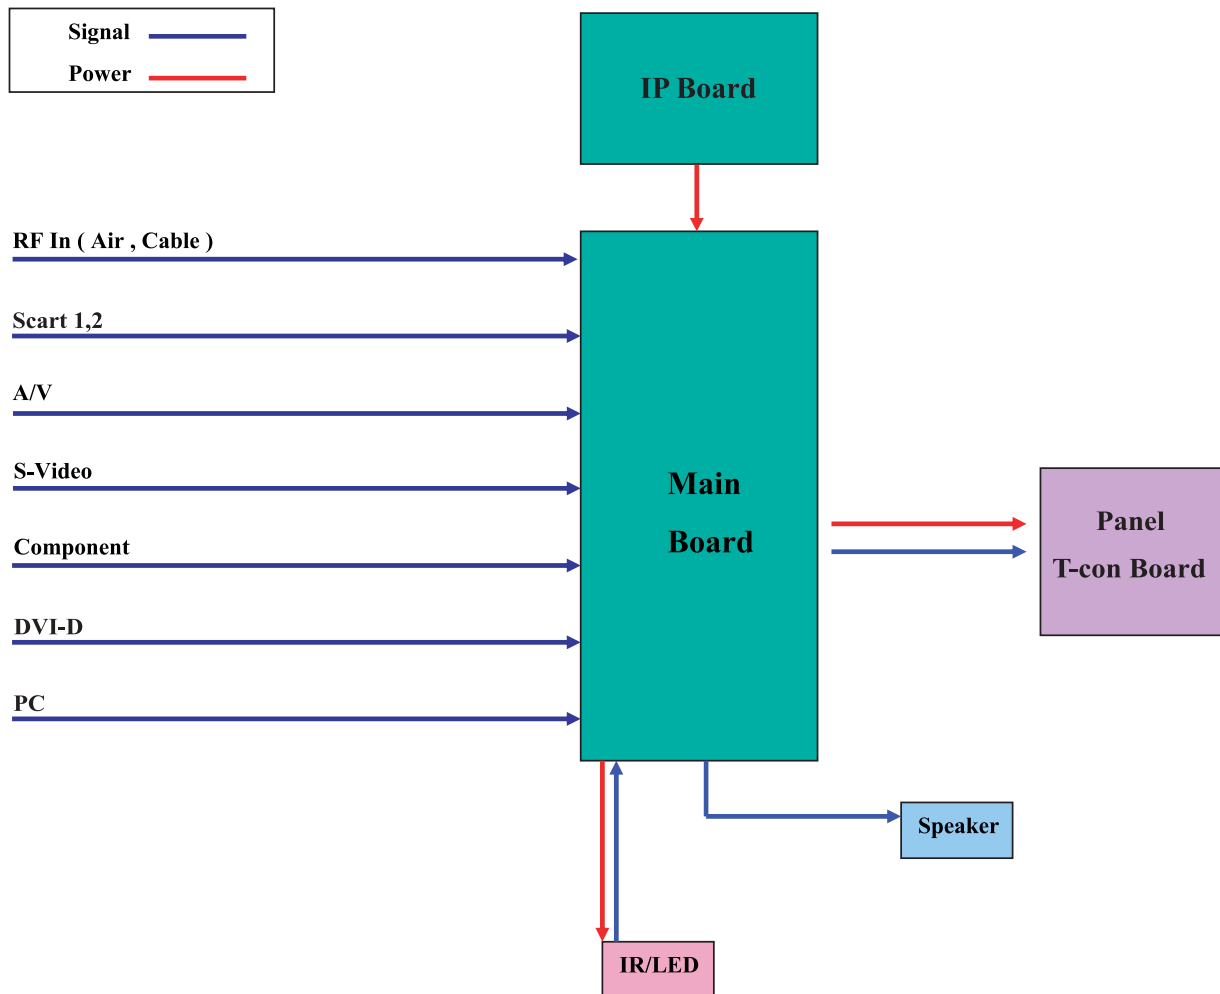 Signal
Power
IP Board
RF In ( Air , Cable )
Scart 1,2
A/V
S-Video
Component
DVI-D
PC
Main
Board
Panel
T-con Board
Speaker
IR/LED